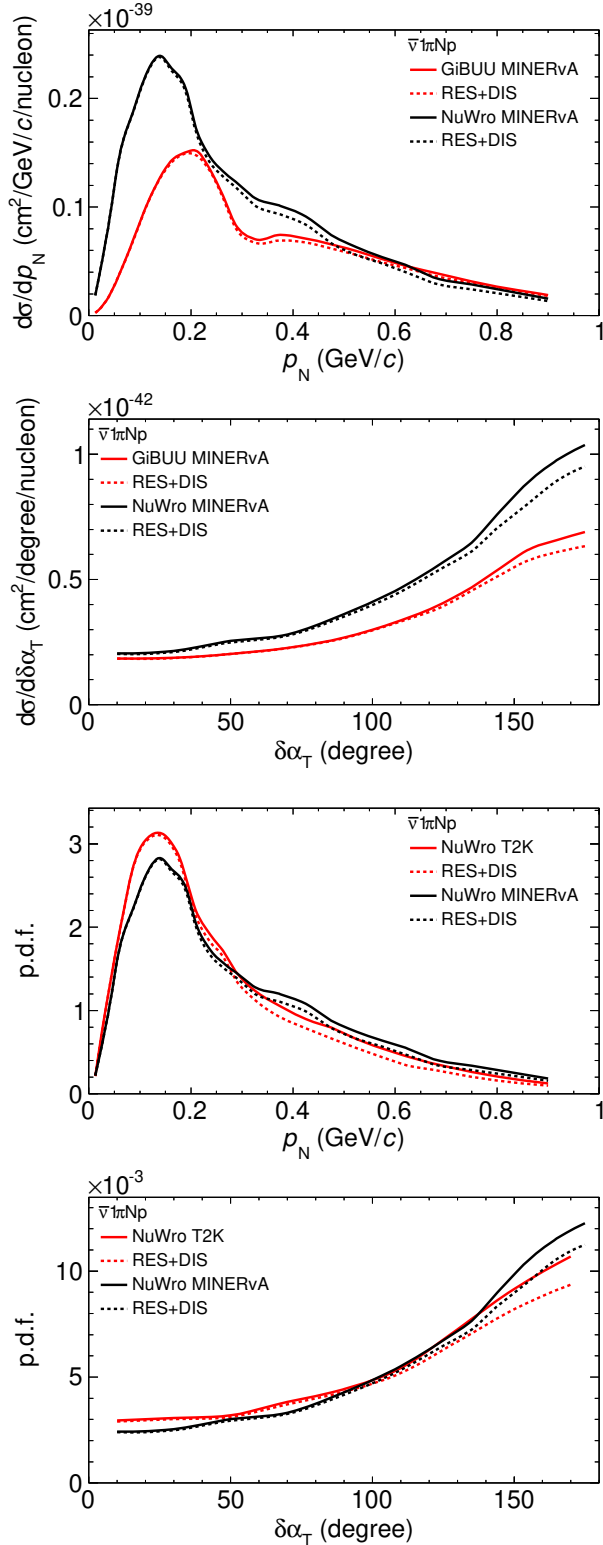 ×10⁻³⁹
dσ/dp_N (cm²/GeV/c/nucleon)
0.2
0.1
0
ν̄1πNp
GiBUU MINERvA
RES+DIS
NuWro MINERvA
RES+DIS
0 0.2 0.4 0.6 0.8 1
p_N (GeV/c)
×10⁻⁴²
dσ/dδα_T (cm²/degree/nucleon)
1
0.5
0
ν̄1πNp
GiBUU MINERvA
RES+DIS
NuWro MINERvA
RES+DIS
0 50 100 150
δα_T (degree)
p.d.f.
3
2
1
0
ν̄1πNp
NuWro T2K
RES+DIS
NuWro MINERvA
RES+DIS
0 0.2 0.4 0.6 0.8 1
p_N (GeV/c)
×10⁻³
p.d.f.
10
5
0
ν̄1πNp
NuWro T2K
RES+DIS
NuWro MINERvA
RES+DIS
0 50 100 150
δα_T (degree)